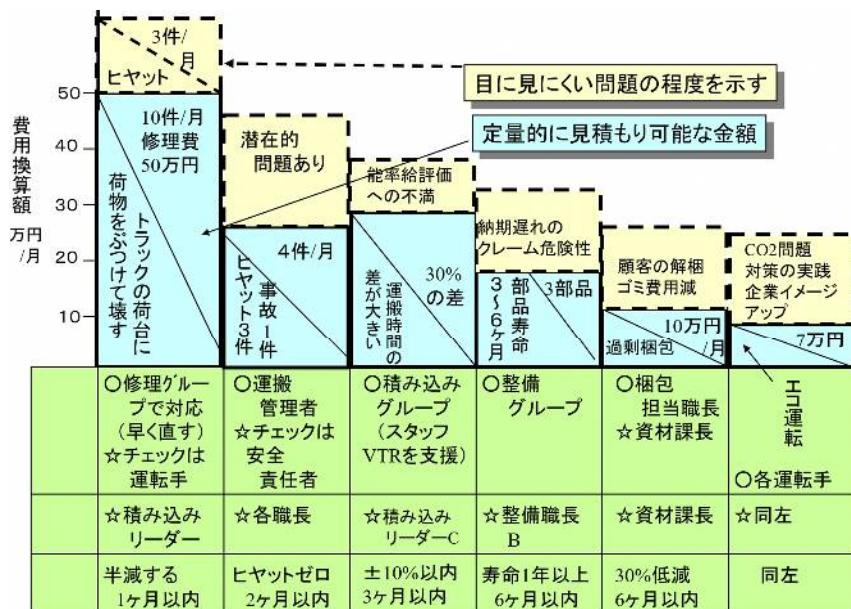 費用換算額
万円
/月
50
40
30
20
10
3件/
月
ヒヤット
10件/月
修理費
50万円
トラックの荷台に
荷物をぶつけて壊す
潜在的
問題あり
4件/月
事故1件
ヒヤット3件
能率給評価
への不満
30%
の差
運搬時間の
差が大きい
納期遅れの
クレーム危険性
3部品
部品寿命
3～6ヶ月
顧客の解梱
ゴミ費用減
10万円
/月
過剰梱包
CO2問題
対策の実践
企業イメージ
アップ
7万円
エコ運転
目に見にくい問題の程度を示す
定量的に見積もり可能な金額
○修理グルー
プで対応
(早く直す)
☆チェックは
運転手
○運搬
管理者
☆チェックは
安全
責任者
○積み込み
グループ
(スタッフ
VTRを支援)
○整備
グループ
○梱包
担当職長
☆資材課長
○各運転手
☆積み込み
リーダー
☆各職長
☆積み込み
リーダーC
☆整備職長
B
☆資材課長
☆同左
半減する
1ヶ月以内
ヒヤットゼロ
2ヶ月以内
±10%以内
3ヶ月以内
寿命1年以上
6ヶ月以内
30%低減
6ヶ月以内
同左